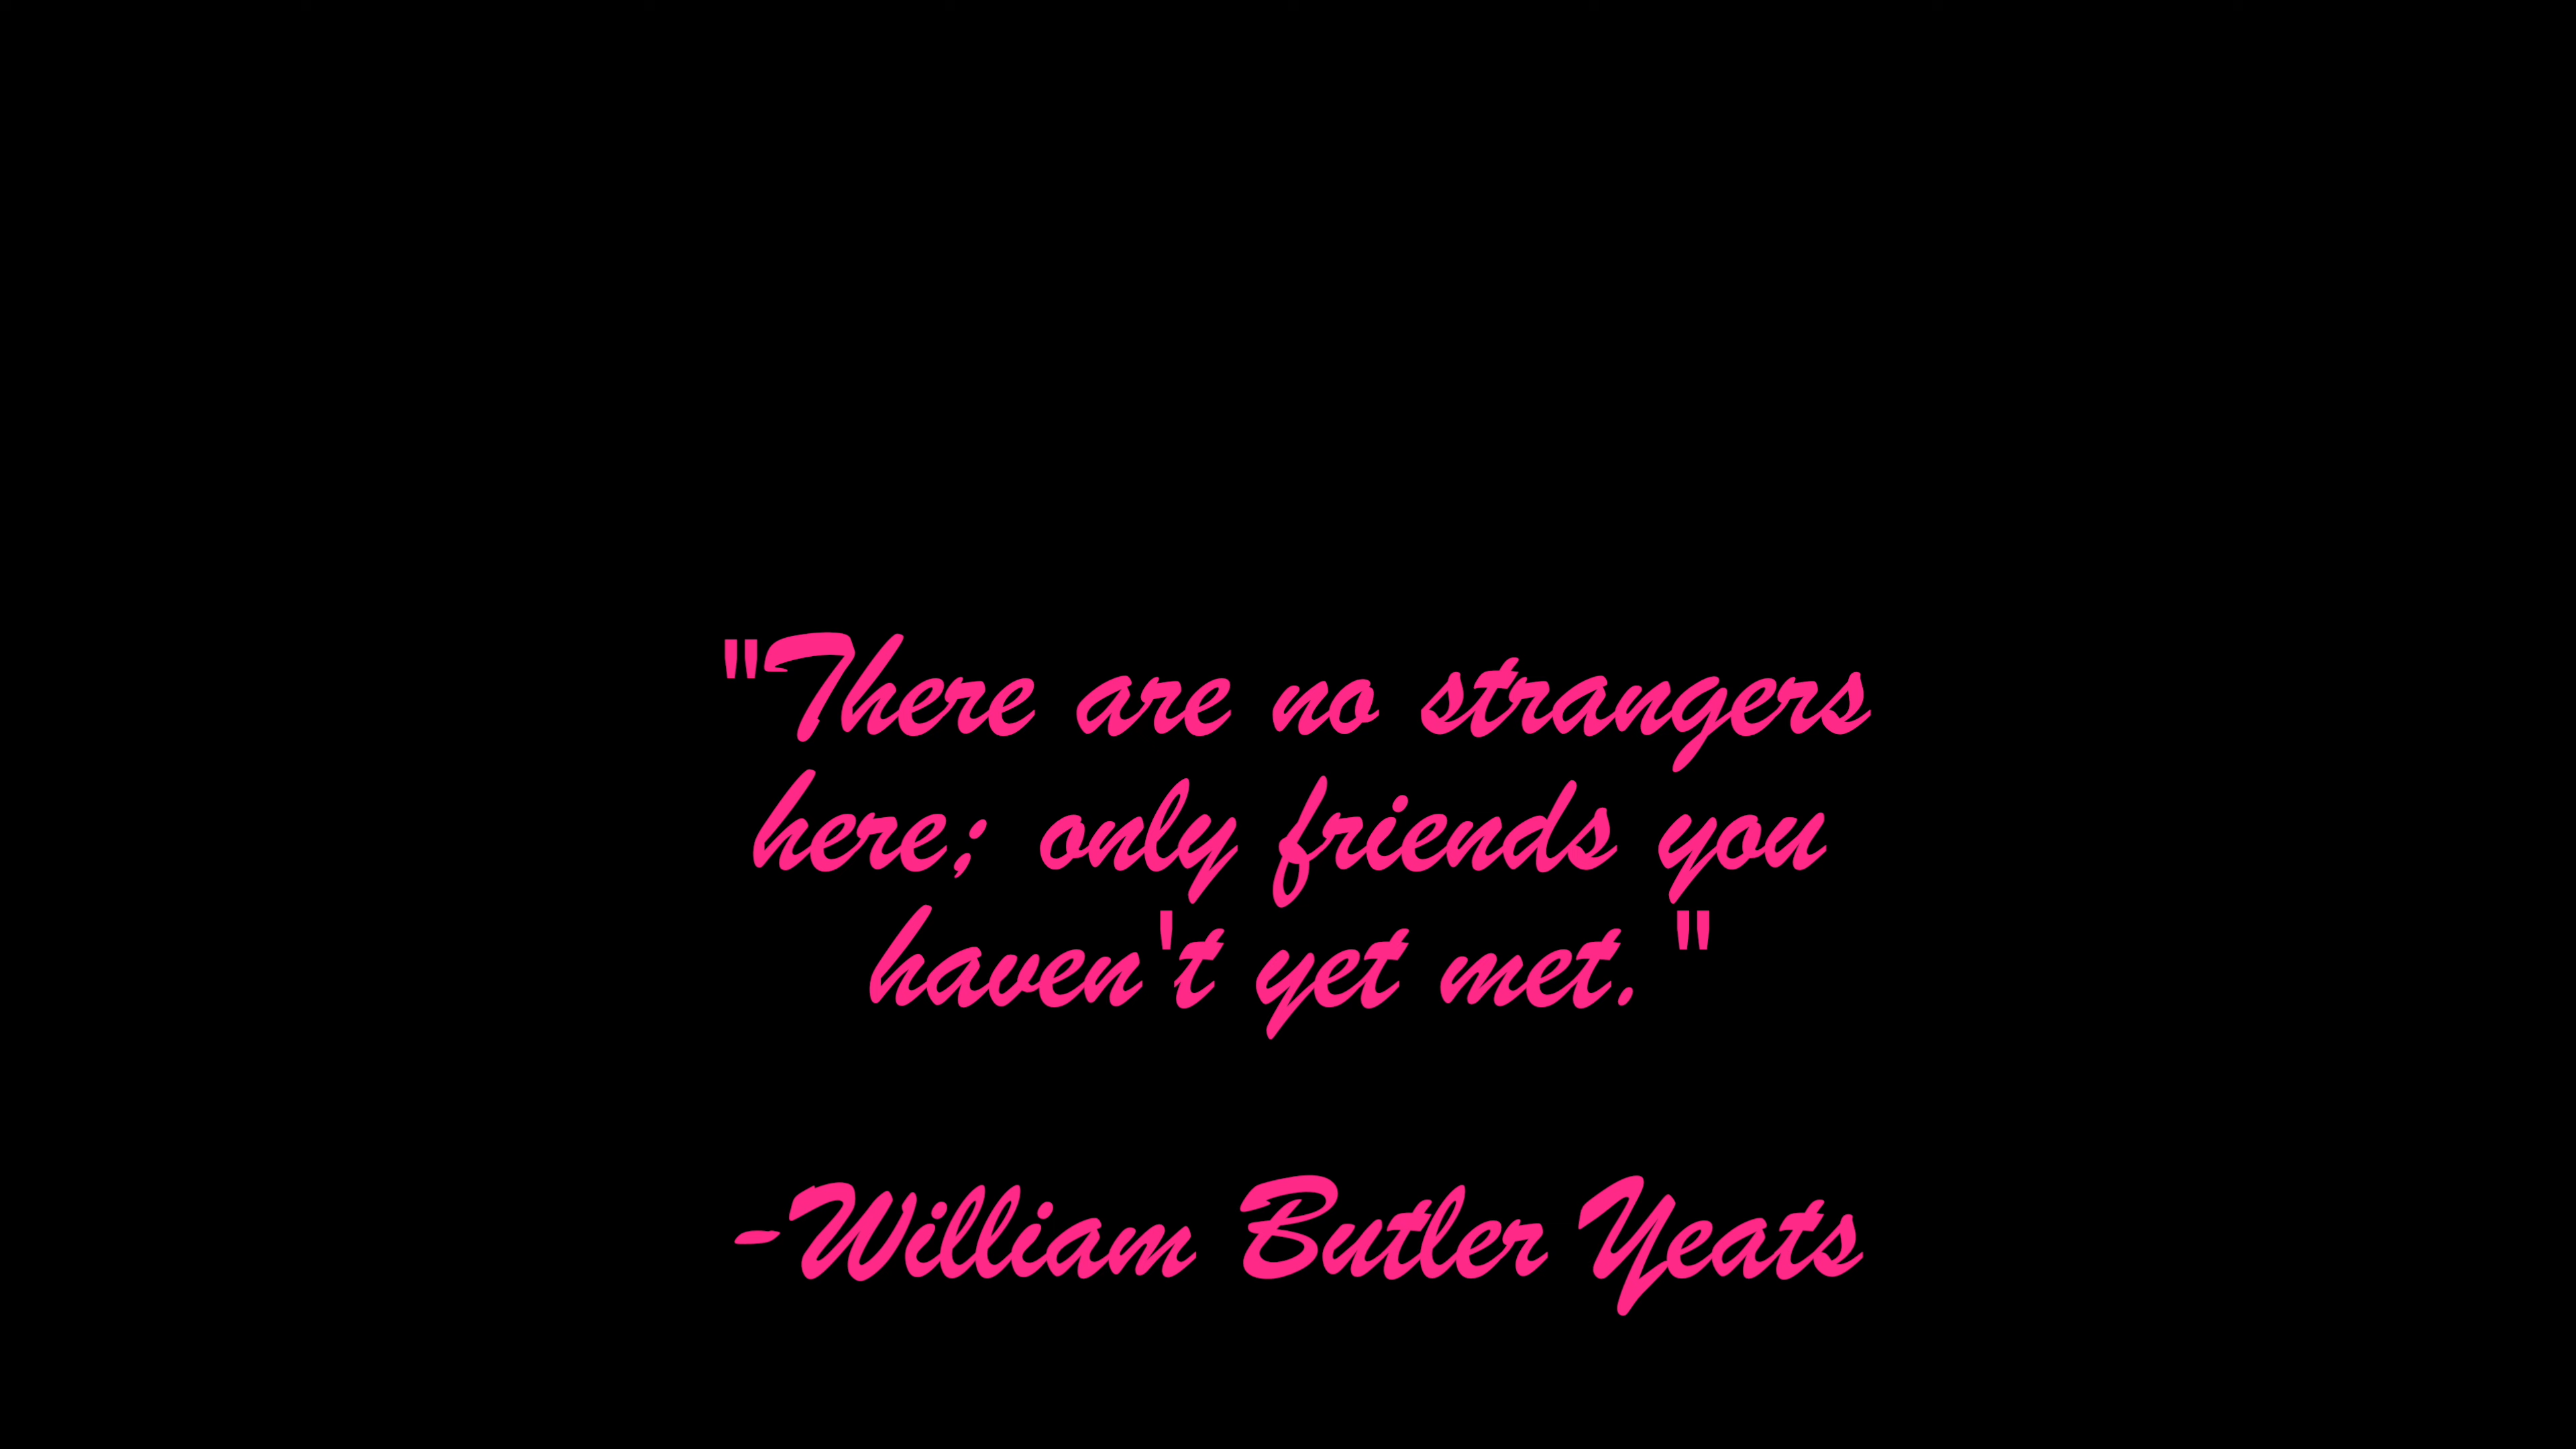 "There are no strangers
here; only friends you
haven't yet met."
-William Butler Yeats